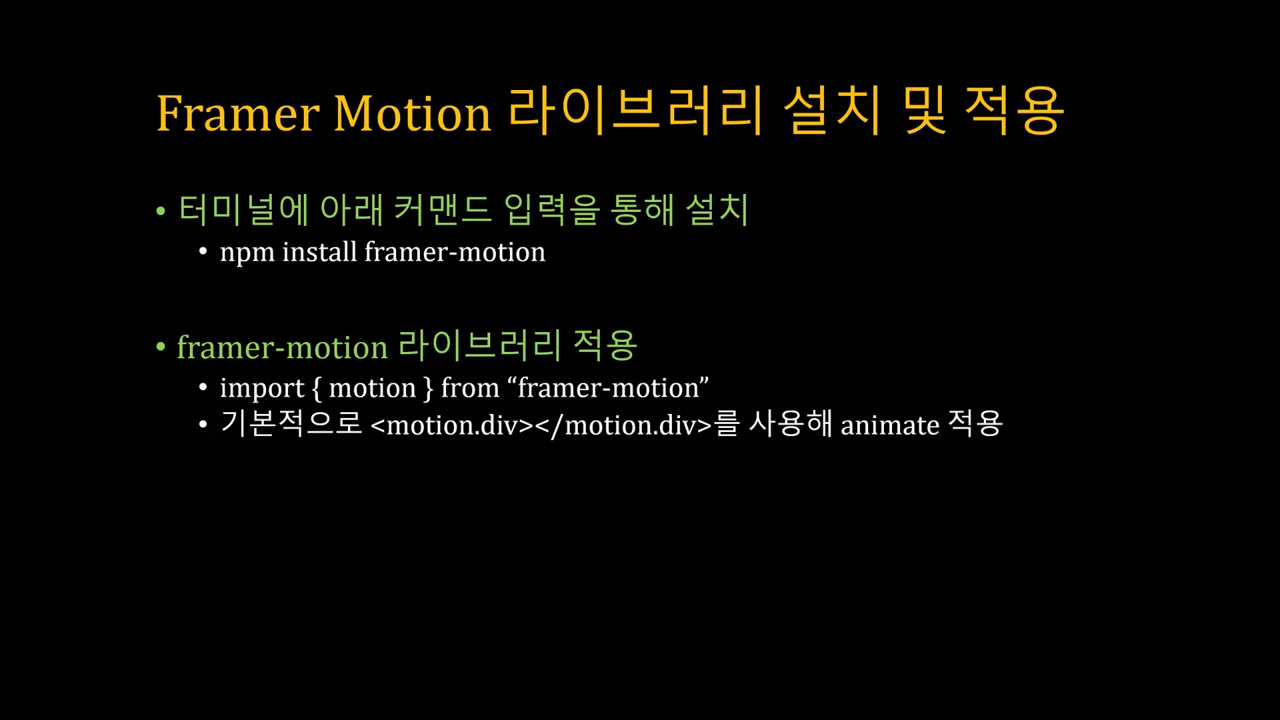 Framer Motion 라이브러리 설치 및 적용
• 터미널에 아래 커맨드 입력을 통해 설치
• npm install framer-motion
• framer-motion 라이브러리 적용
• import { motion } from “framer-motion”
• 기본적으로 <motion.div></motion.div>를 사용해 animate 적용